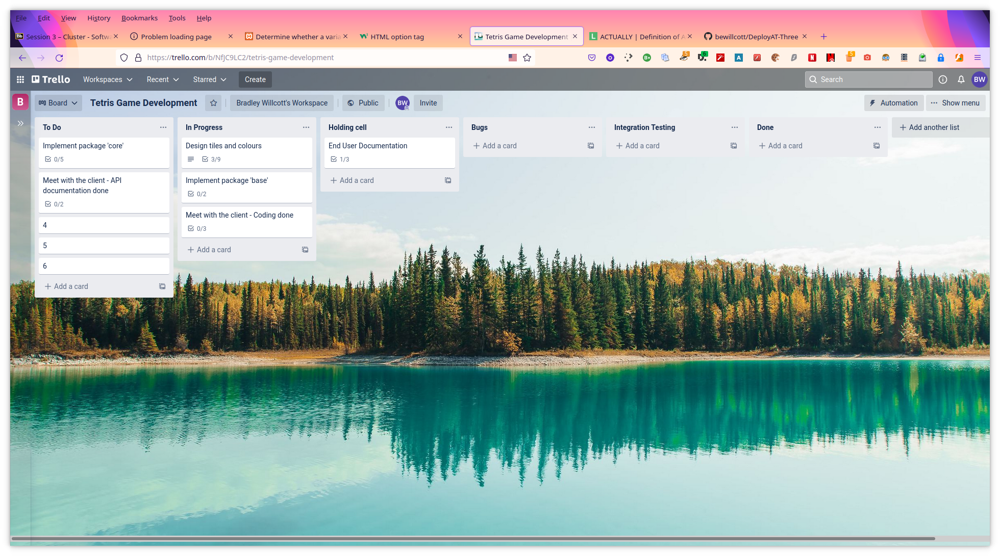 File Edit View History Bookmarks Tools Help
Session 3 – Cluster - Softwa
Problem loading page
Determine whether a varia
HTML option tag
Tetris Game Development
ACTUALLY | Definition of A
bewillcott/DeployAT-Three
https://trello.com/b/NfJC9LC2/tetris-game-development
Trello Workspaces Recent Starred Create Search BW
B Board Tetris Game Development Bradley Willcott's Workspace Public BW Invite Automation Show menu
To Do
Implement package 'core'
0/5
Meet with the client - API
documentation done
0/2
4
5
6
Add a card
In Progress
Design tiles and colours
3/9
Implement package 'base'
0/2
Meet with the client - Coding done
0/3
Add a card
Holding cell
End User Documentation
1/3
Add a card
Bugs
Add a card
Integration Testing
Add a card
Done
Add a card
Add another list